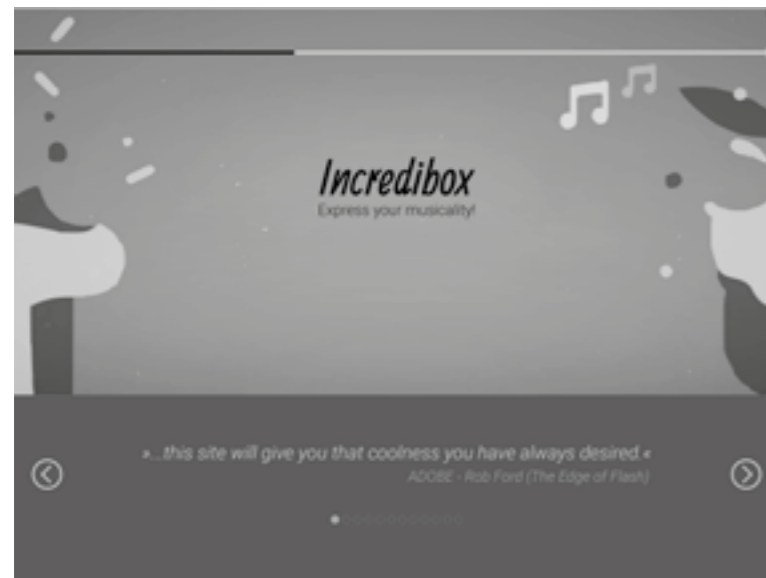 Incredibox
Express your musicality!
»...this site will give you that coolness you have always desired.«
ADOBE - Rob Ford (The Edge of Flash)